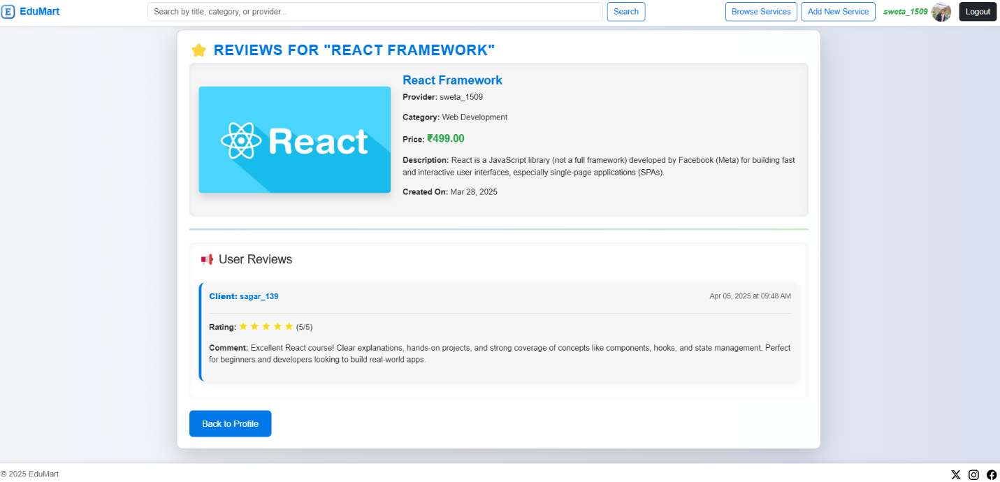 E EduMart
Search by title, category, or provider...
Search
Browse Services
Add New Service
sweta_1509
Logout
REVIEWS FOR "REACT FRAMEWORK"
React
React Framework
Provider: sweta_1509
Category: Web Development
Price: ₹499.00
Description: React is a JavaScript library (not a full framework) developed by Facebook (Meta) for building fast
and interactive user interfaces, especially single-page applications (SPAs).
Created On: Mar 28, 2025
User Reviews
Client: sagar_139
Apr 05, 2025 at 09:48 AM
Rating: ★ ★ ★ ★ ★ (5/5)
Comment: Excellent React course! Clear explanations, hands-on projects, and strong coverage of concepts like components, hooks, and state management. Perfect
for beginners and developers looking to build real-world apps.
Back to Profile
© 2025 EduMart